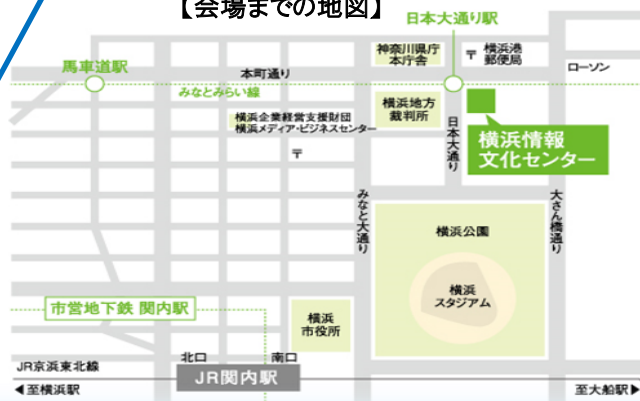 【会場までの地図】
日本大通り駅
神奈川県庁
本庁舎
〒 横浜港
郵便局
馬車道駅
本町通り
ローソン
みなとみらい線
横浜地方
裁判所
横浜企業経営支援財団
横浜メディア・ビジネスセンター
〒
日本大通り
横浜情報
文化センター
みなと大通り
大さん橋通り
横浜公園
横浜
スタジアム
市営地下鉄 関内駅
横浜
市役所
北口
南口
JR京浜東北線
JR関内駅
◀至横浜駅
至大船駅▶